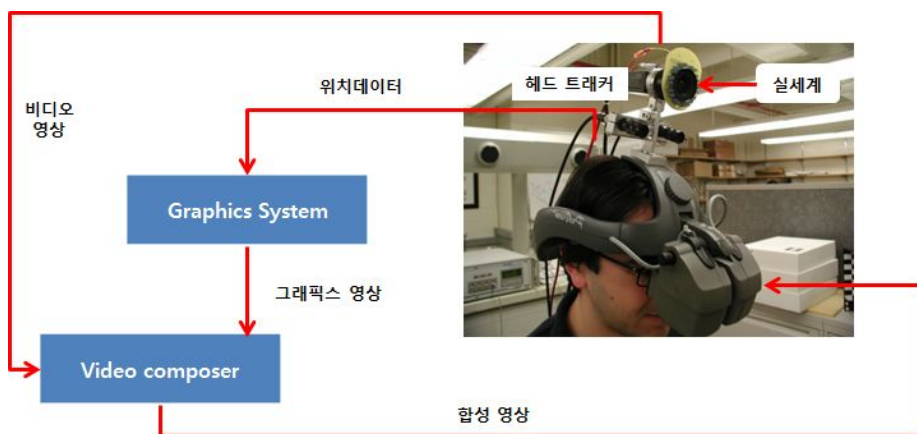 위치데이터
헤드 트래커
실세계
비디오
영상
Graphics System
그래픽스 영상
Video composer
합성 영상